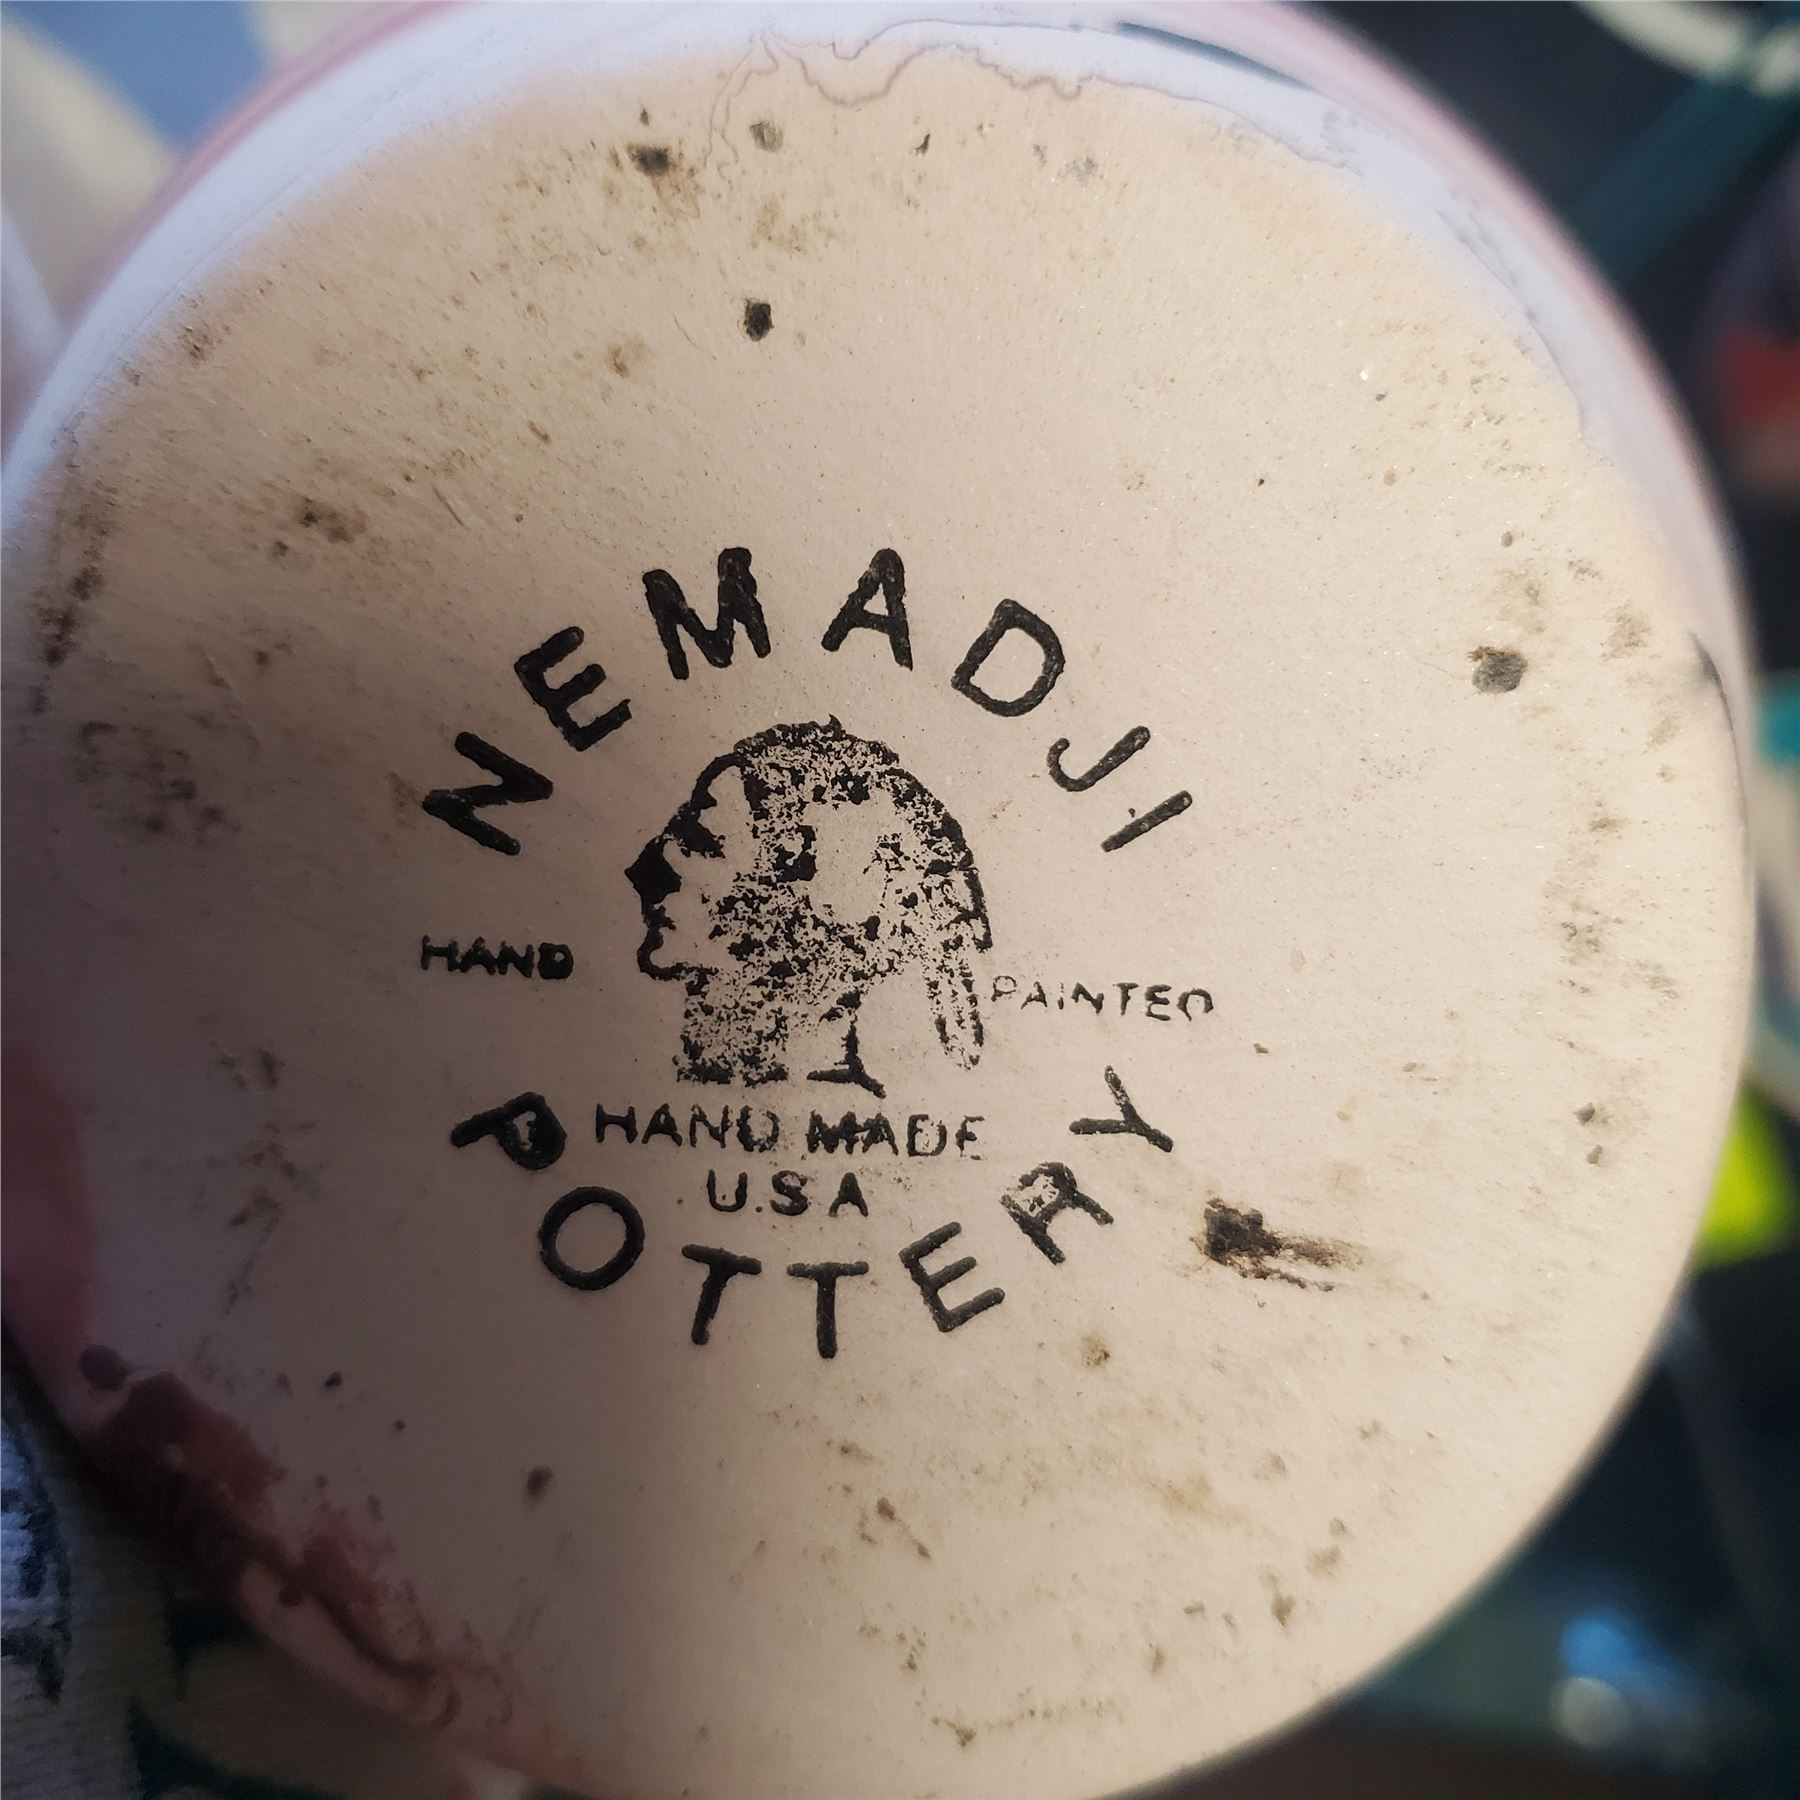 NEMADJI
HAND PAINTED
HAND MADE
U.S.A
POTTERY